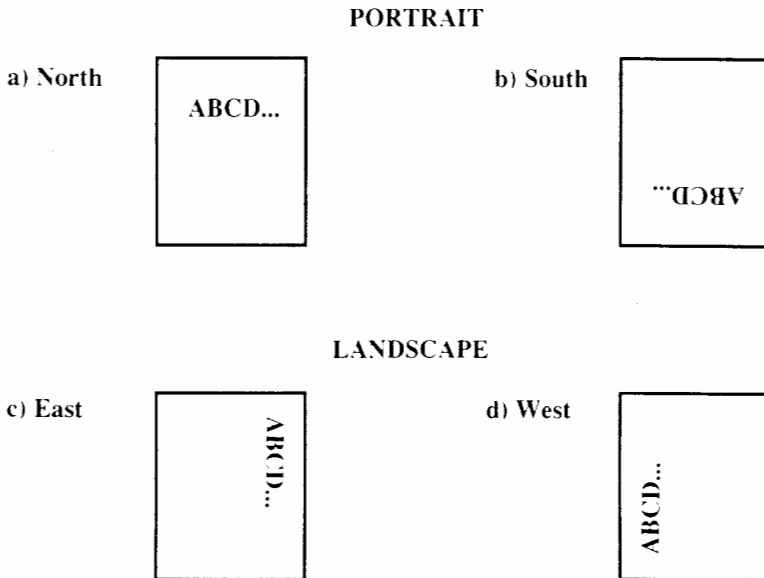 PORTRAIT
a) North
ABCD...
b) South
ABCD...
LANDSCAPE
c) East
ABCD...
d) West
ABCD...